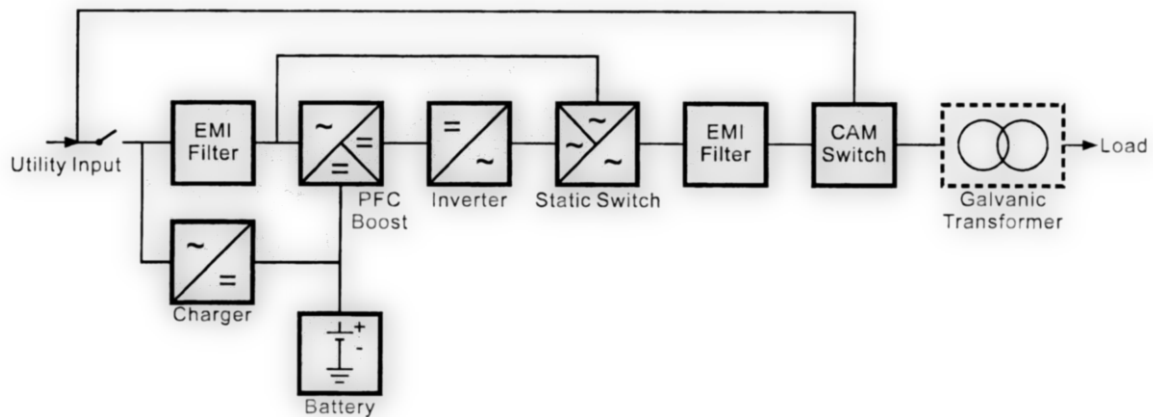 Utility Input
EMI
Filter
~
=
=
PFC
Boost
=
~
Inverter
~
~
~
Static Switch
EMI
Filter
CAM
Switch
Load
Galvanic
Transformer
~
=
Charger
+
-
Battery